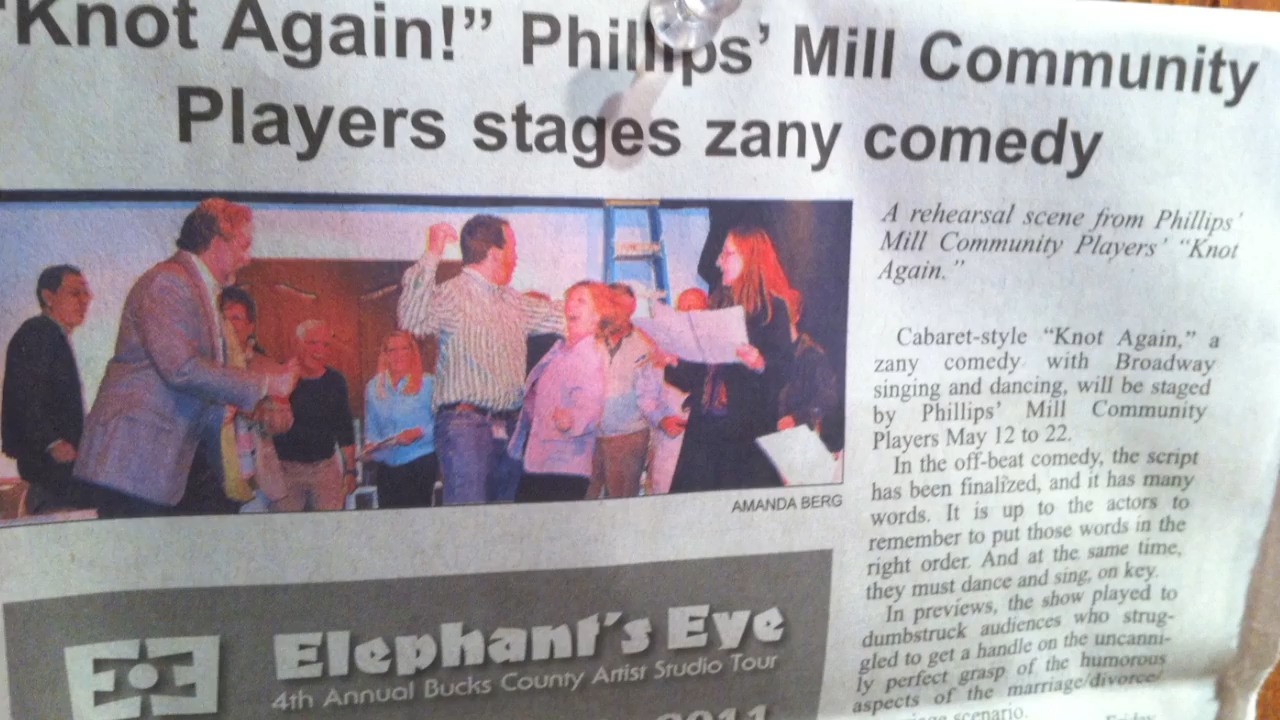 "Knot Again!" Phillips' Mill Community
Players stages zany comedy
A rehearsal scene from Phillips'
Mill Community Players' "Knot
Again."
AMANDA BERG
Cabaret-style "Knot Again," a
zany comedy with Broadway
singing and dancing, will be staged
by Phillips' Mill Community
Players May 12 to 22.
In the off-beat comedy, the script
has been finalized, and it has many
words. It is up to the actors to
remember to put those words in the
right order. And at the same time,
they must dance and sing, on key.
In previews, the show played to
dumbstruck audiences who strug-
gled to get a handle on the uncanni-
ly perfect grasp of the humorous
aspects of the marriage/divorce/
scenario.
Elephant's Eye
4th Annual Bucks County Artist Studio Tour
2011